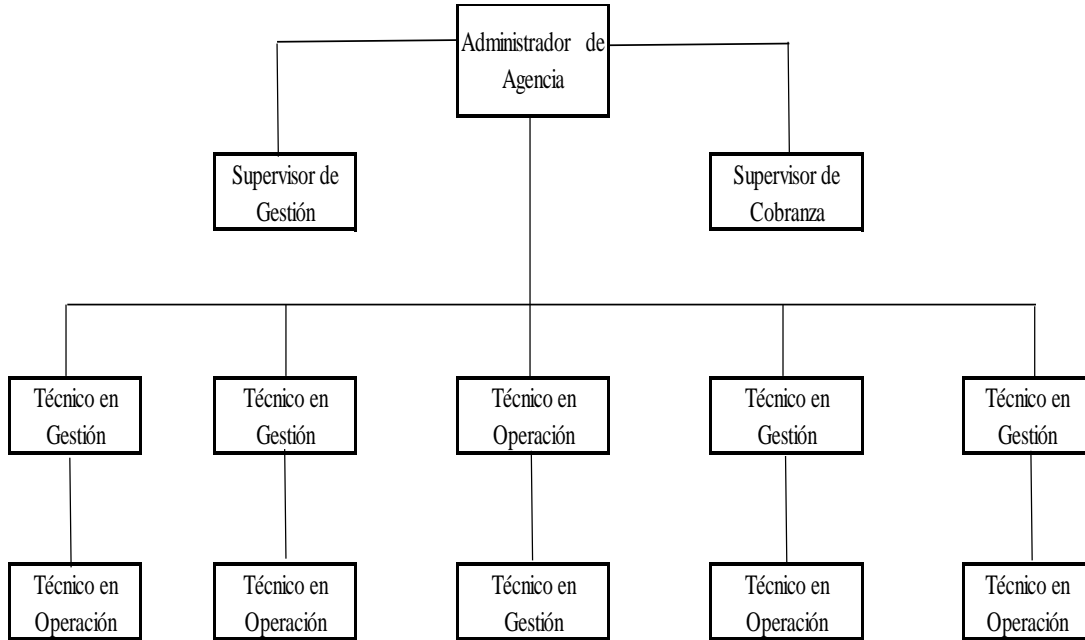 Administrador de
Agencia
Supervisor de
Gestión
Supervisor de
Cobranza
Técnico en
Gestión
Técnico en
Gestión
Técnico en
Operación
Técnico en
Gestión
Técnico en
Gestión
Técnico en
Operación
Técnico en
Operación
Técnico en
Gestión
Técnico en
Operación
Técnico en
Operación